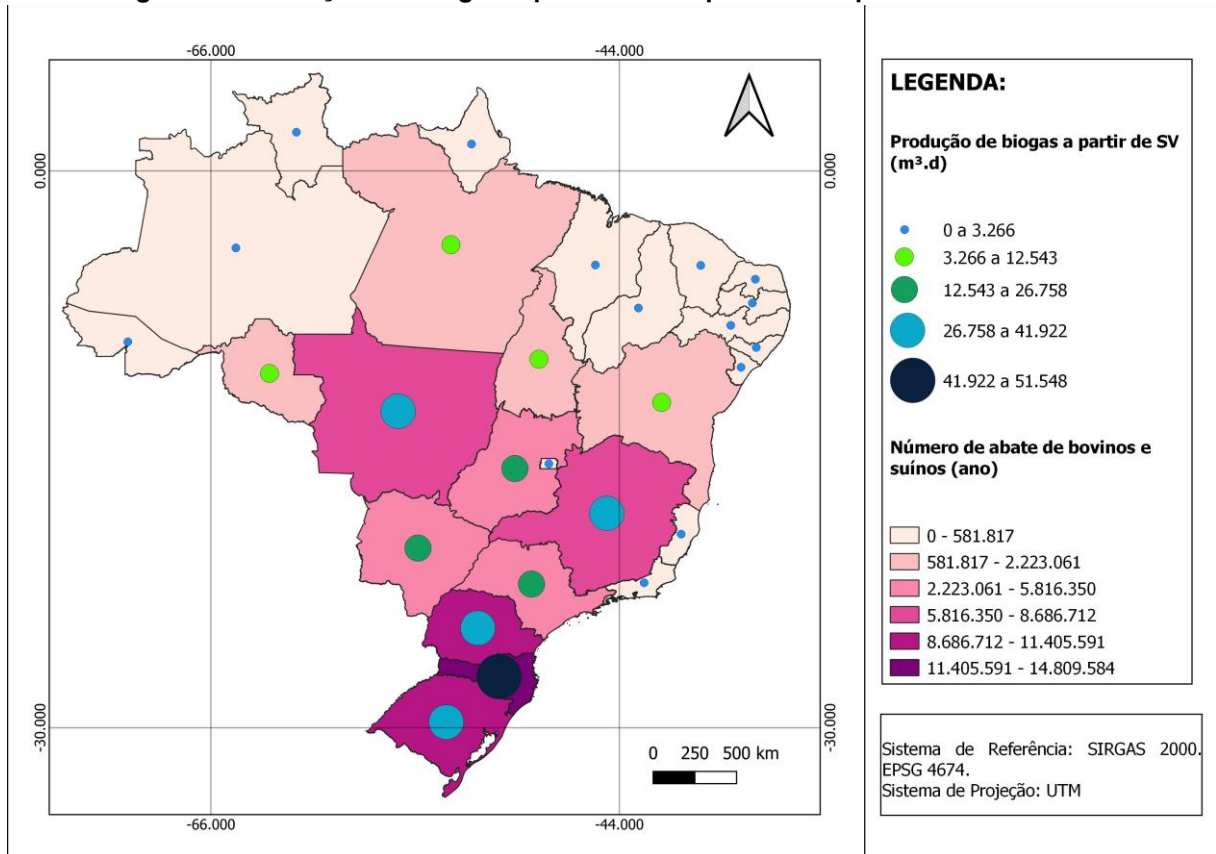 -66.000
-44.000
0.000
0.000
-30.000
-30.000
0 250 500 km
-66.000
-44.000
LEGENDA:
Produção de biogas a partir de SV
(m³.d)
0 a 3.266
3.266 a 12.543
12.543 a 26.758
26.758 a 41.922
41.922 a 51.548
Número de abate de bovinos e
suínos (ano)
0 - 581.817
581.817 - 2.223.061
2.223.061 - 5.816.350
5.816.350 - 8.686.712
8.686.712 - 11.405.591
11.405.591 - 14.809.584
Sistema de Referência: SIRGAS 2000.
EPSG 4674.
Sistema de Projeção: UTM